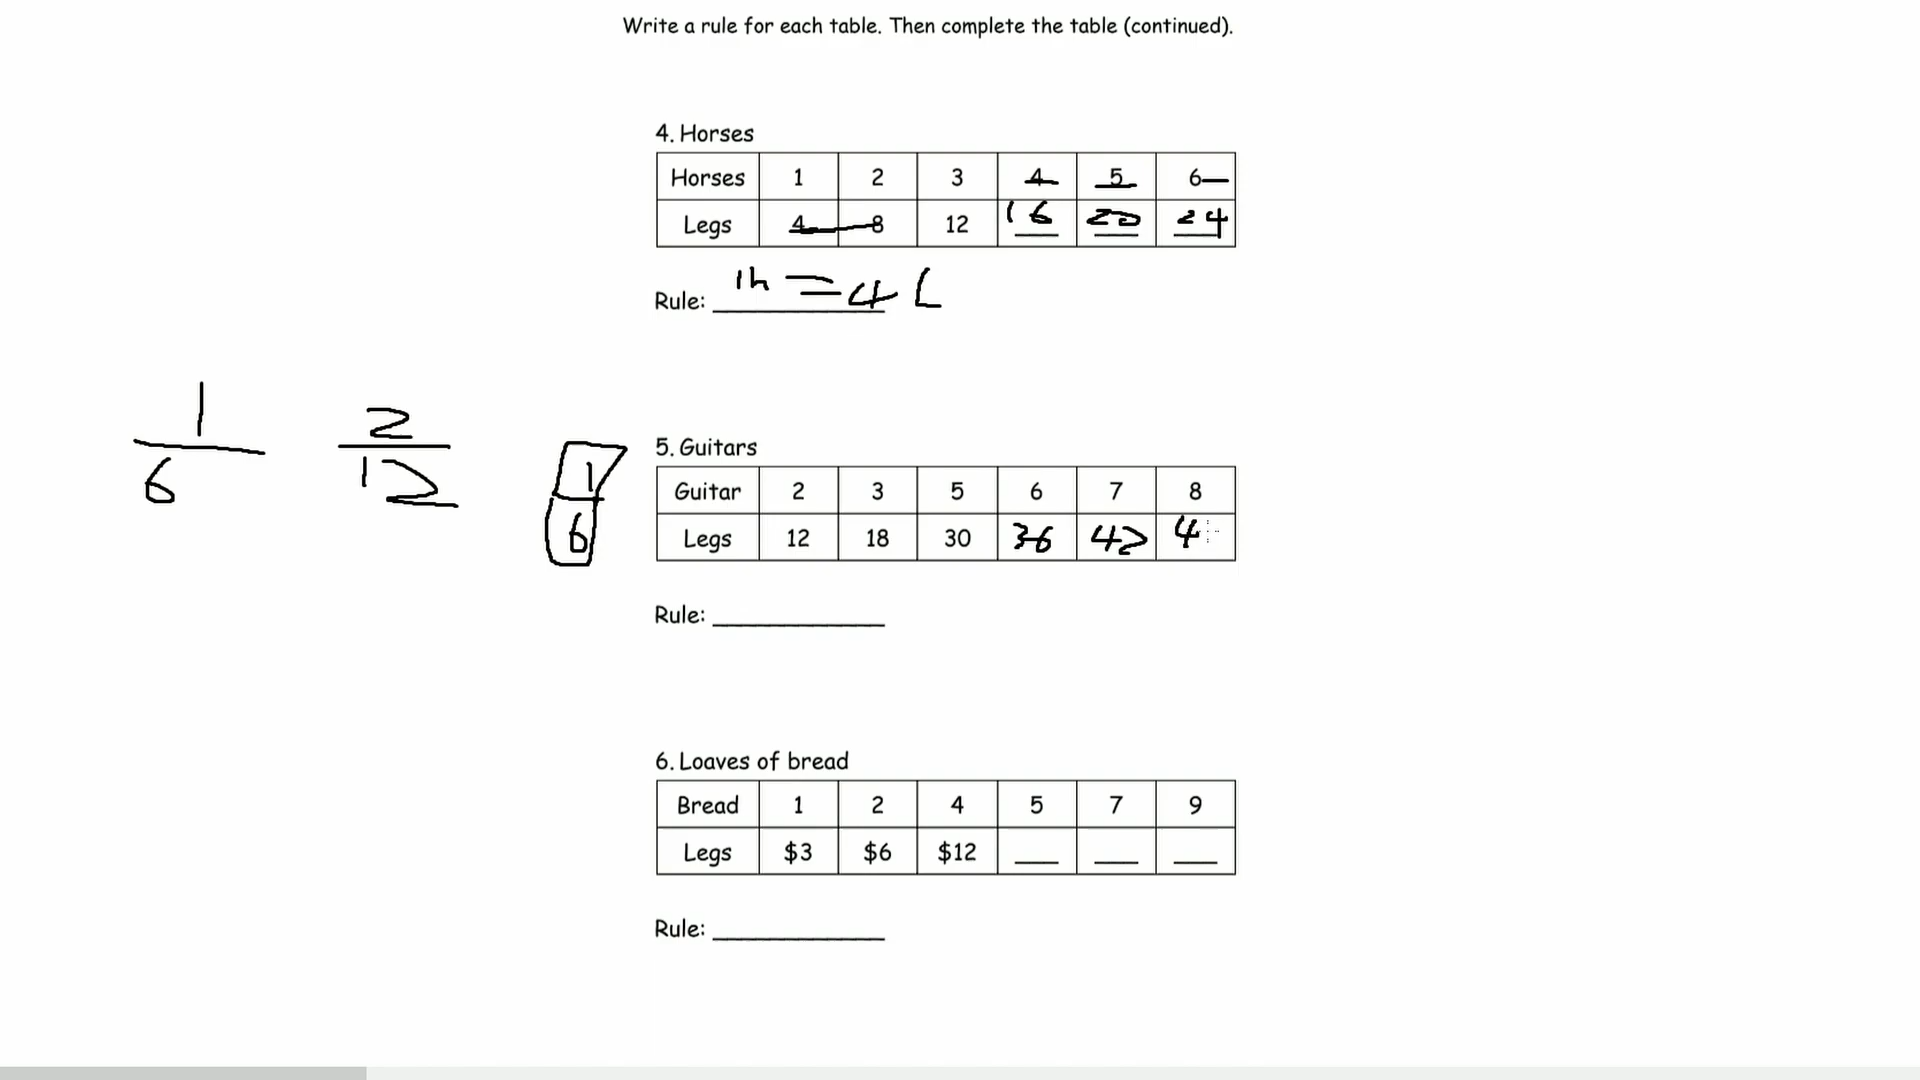 Write a rule for each table. Then complete the table (continued).
4. Horses
Horses 1 2 3 4 5 6
Legs 4 8 12 16 20 24
Rule: 1h = 4 L
1 2
6 12
1
6
5. Guitars
Guitar 2 3 5 6 7 8
Legs 12 18 30 36 42 4
Rule:
6. Loaves of bread
Bread 1 2 4 5 7 9
Legs $3 $6 $12
Rule: